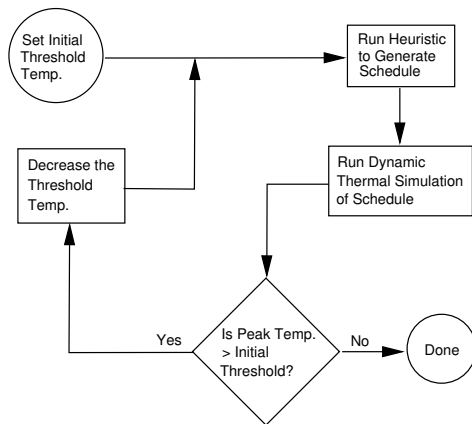 Set Initial
Threshold
Temp.
Run Heuristic
to Generate
Schedule
Decrease the
Threshold
Temp.
Run Dynamic
Thermal Simulation
of Schedule
Is Peak Temp.
> Initial
Threshold?
Yes
No
Done